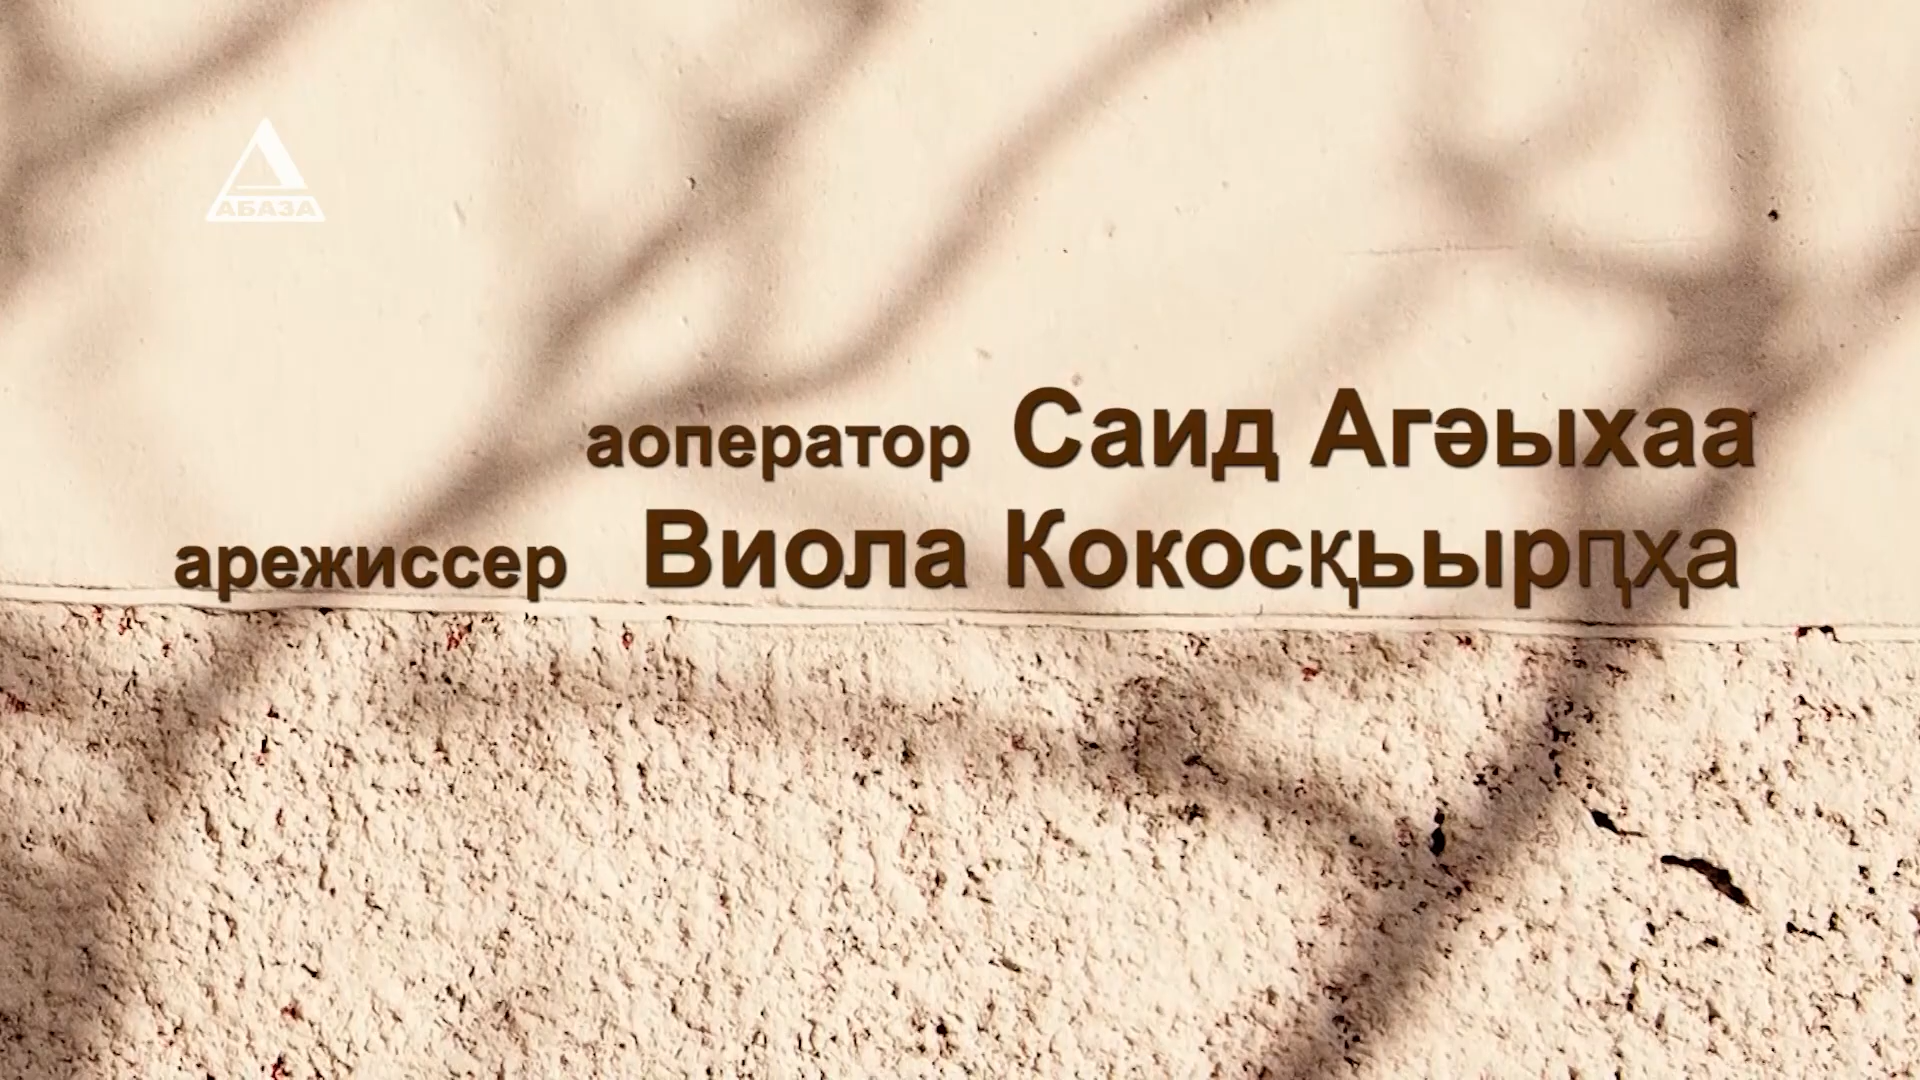 АБАЗА
аоператор Саид Агәыхаа
арежиссер Виола Кокосқьырԥҳа